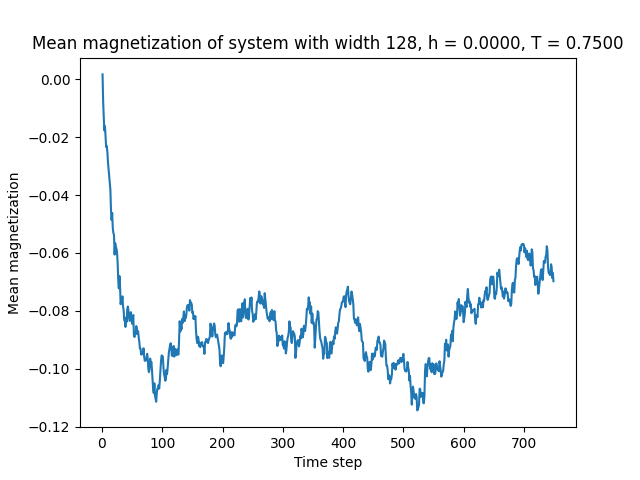 Mean magnetization of system with width 128, h = 0.0000, T = 0.7500
0.00
−0.02
−0.04
−0.06
−0.08
−0.10
−0.12
Mean magnetization
0 100 200 300 400 500 600 700
Time step